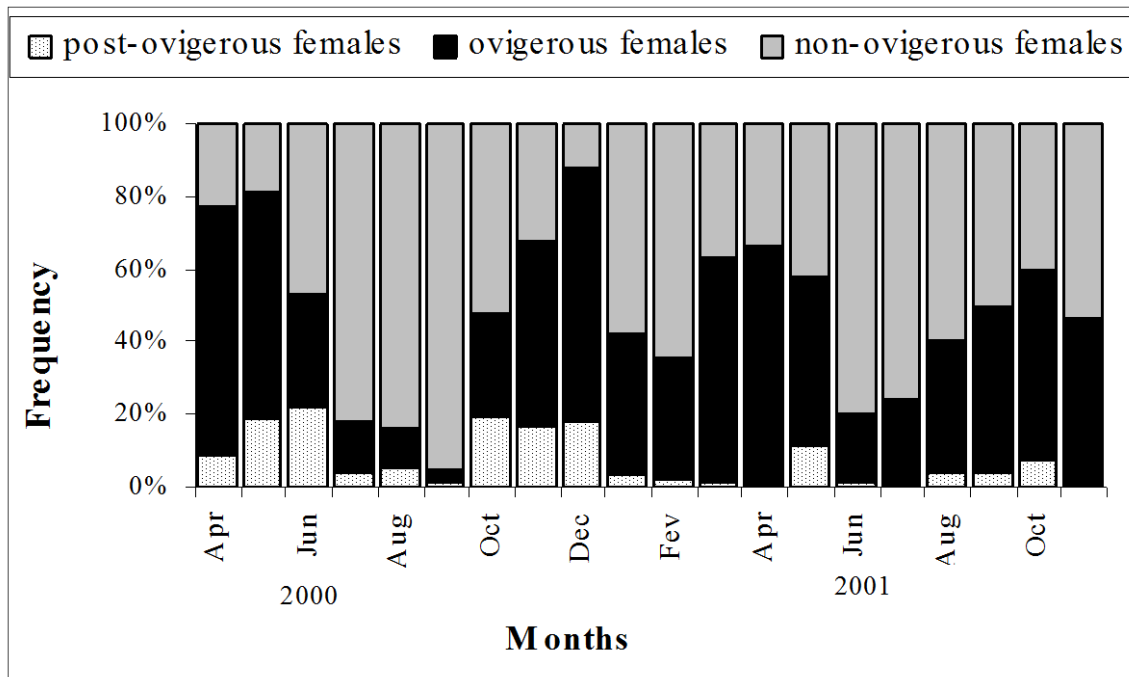 post-ovigerous females ovigerous females non-ovigerous females
100%
80%
60%
40%
20%
0%
Frequency
Apr Jun Aug Oct Dec Fev Apr Jun Aug Oct
2000 2001
Months